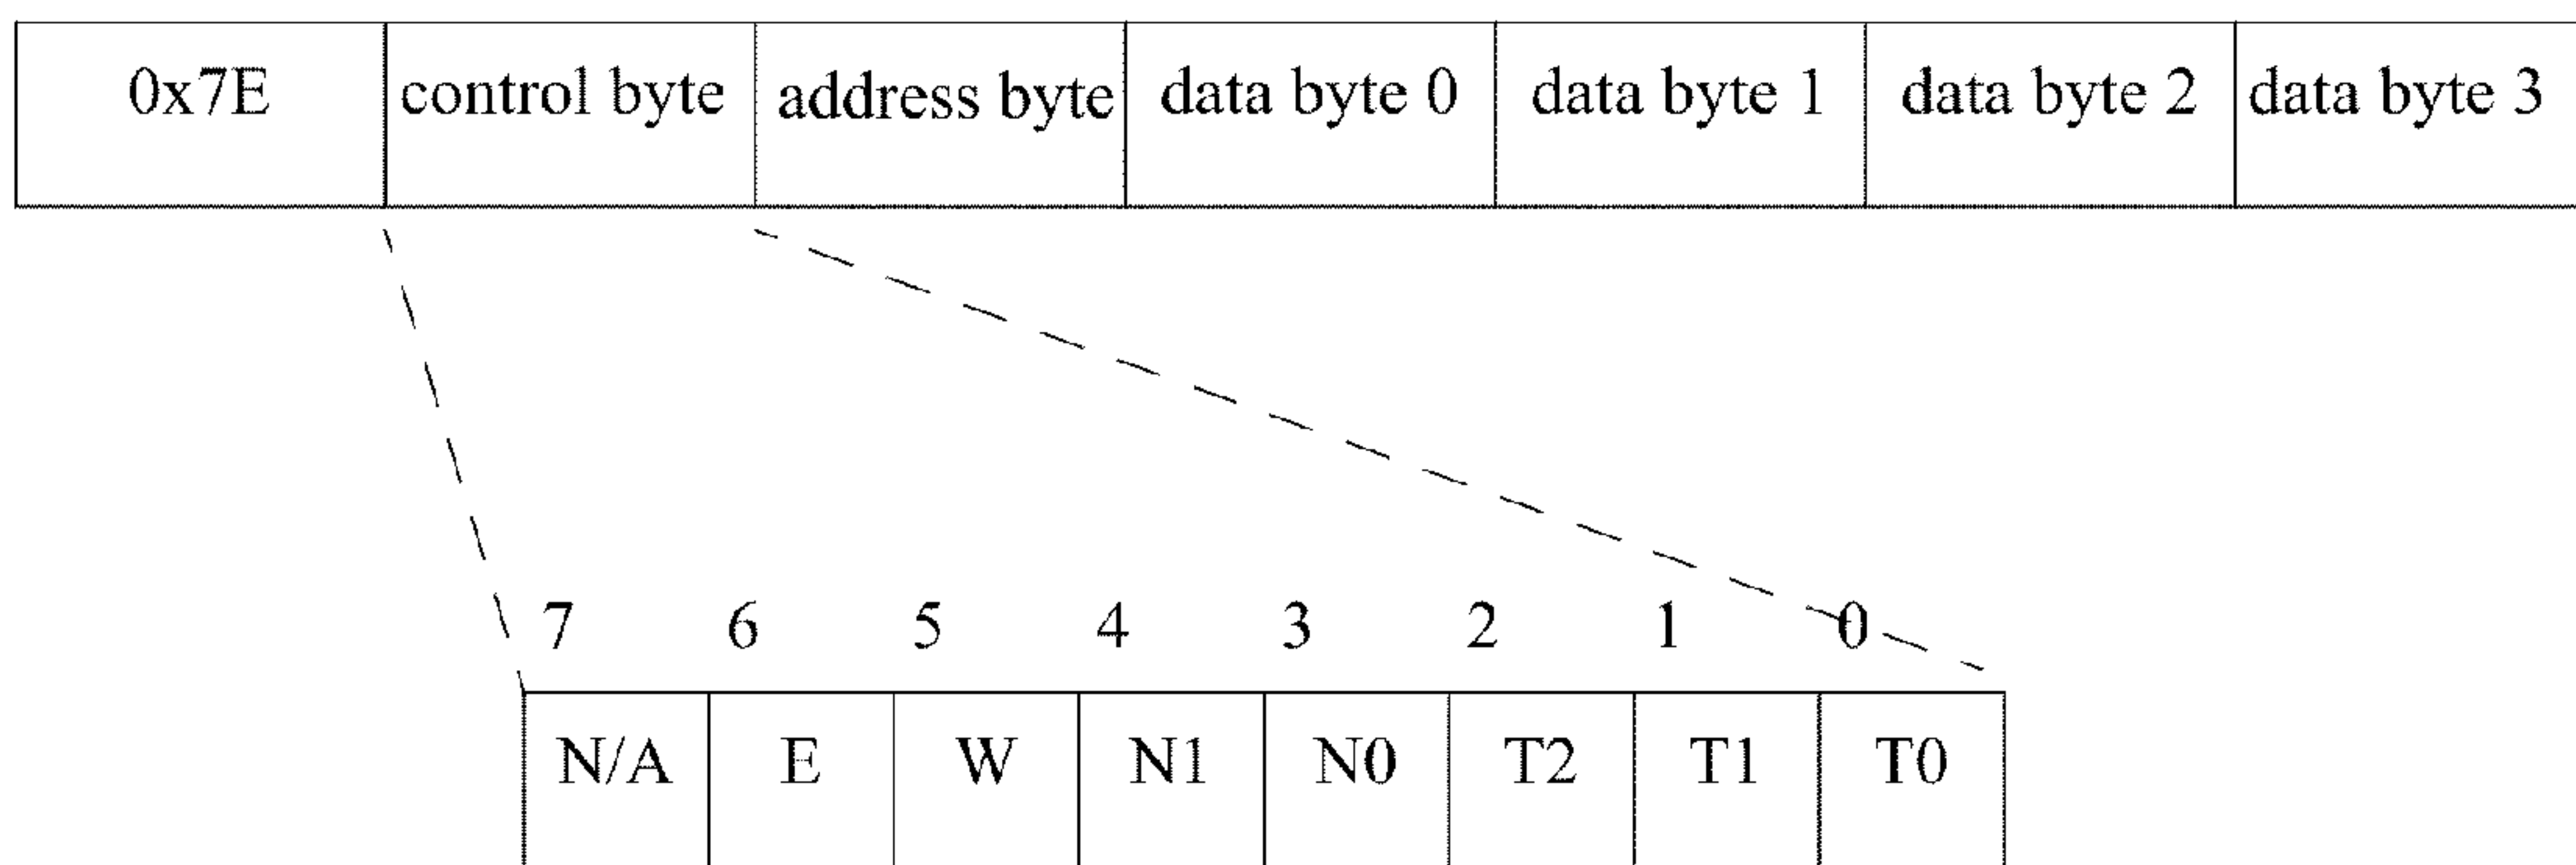 0x7E control byte address byte data byte 0 data byte 1 data byte 2 data byte 3
7 6 5 4 3 2 1 0
N/A E W N1 N0 T2 T1 T0